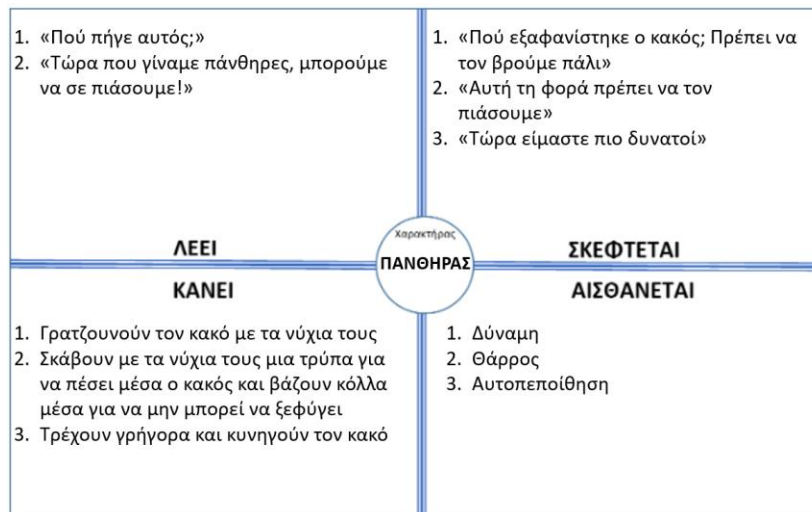 1. «Πού πήγε αυτός;»
2. «Τώρα που γίναμε πάνθηρες, μπορούμε
να σε πιάσουμε!»
1. «Πού εξαφανίστηκε ο κακός; Πρέπει να
τον βρούμε πάλι»
2. «Αυτή τη φορά πρέπει να τον
πιάσουμε»
3. «Τώρα είμαστε πιο δυνατοί»
ΛΕΕΙ
Χαρακτήρας
ΠΑΝΘΗΡΑΣ
ΣΚΕΦΤΕΤΑΙ
ΚΑΝΕΙ
ΑΙΣΘΑΝΕΤΑΙ
1. Γρατζουνούν τον κακό με τα νύχια τους
2. Σκάβουν με τα νύχια τους μια τρύπα για
να πέσει μέσα ο κακός και βάζουν κόλλα
μέσα για να μην μπορεί να ξεφύγει
3. Τρέχουν γρήγορα και κυνηγούν τον κακό
1. Δύναμη
2. Θάρρος
3. Αυτοπεποίθηση